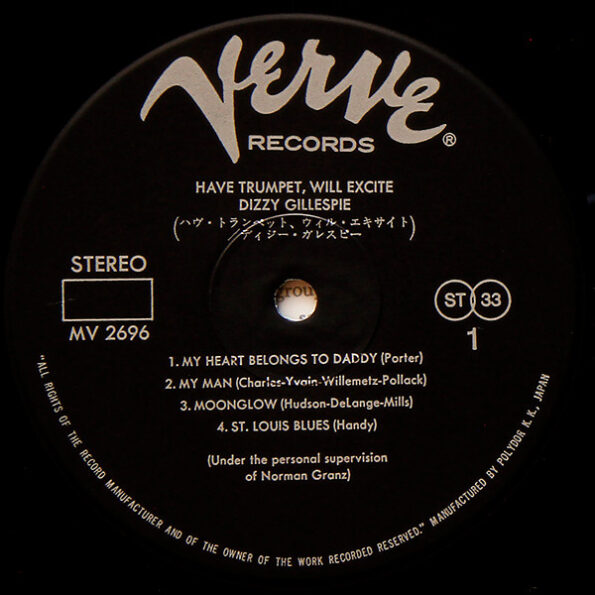 Verve
RECORDS ®
HAVE TRUMPET, WILL EXCITE
DIZZY GILLESPIE
(ハヴ・トランペット、ウィル・エキサイト
ディジー・ガレスピー)
STEREO
MV 2696
ST 33
1
group
1. MY HEART BELONGS TO DADDY (Porter)
2. MY MAN (Charles-Yvain-Willemetz-Pollack)
3. MOONGLOW (Hudson-DeLange-Mills)
4. ST. LOUIS BLUES (Handy)
(Under the personal supervision
of Norman Granz)
"ALL RIGHTS OF THE RECORD MANUFACTURER AND OF THE OWNER OF THE WORK RECORDED RESERVED." MANUFACTURED BY POLYDOR K. K., JAPAN